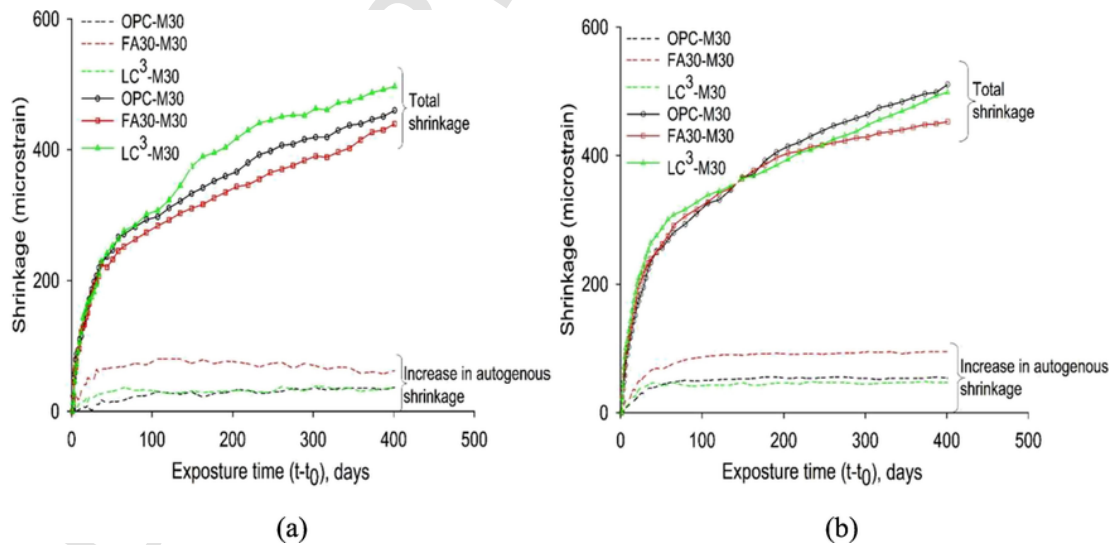 600
OPC-M30
FA30-M30
LC3-M30
OPC-M30
FA30-M30
LC3-M30
Total
shrinkage
400
200
0
Shrinkage (microstrain)
Increase in autogenous
shrinkage
0 100 200 300 400 500
Exposture time (t-t0), days
(a)
600
OPC-M30
FA30-M30
LC3-M30
OPC-M30
FA30-M30
LC3-M30
Total
shrinkage
400
200
0
Shrinkage (microstrain)
Increase in autogenous
shrinkage
0 100 200 300 400 500
Exposture time (t-t0), days
(b)